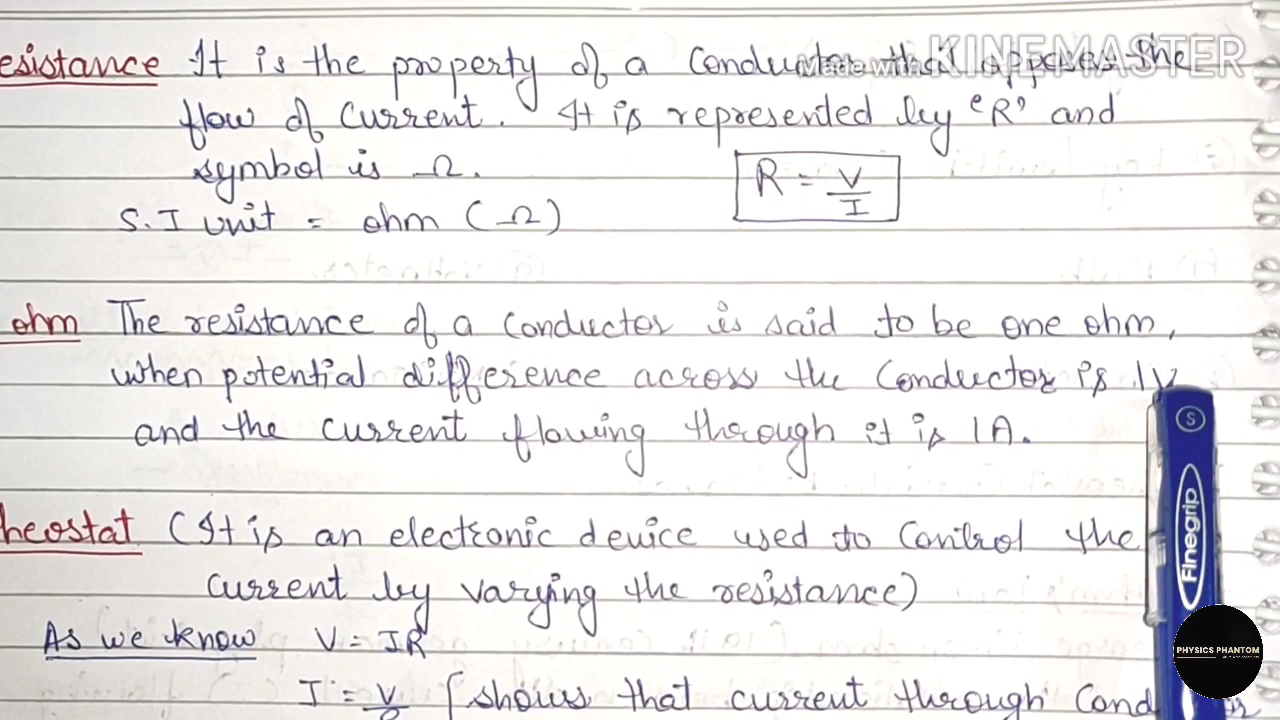 esistance It is the property of a conductor that opposes the
Made with KINEMASTER
flow of current. It is represented by 'R' and
symbol is Ω.
R = V/I
S.I unit = ohm (Ω)
ohm The resistance of a conductor is said to be one ohm,
when potential difference across the conductor is 1V
and the current flowing through it is 1A.
heostat (It is an electronic device used to control the
current by varying the resistance)
As we know V = IR
I = V (shows that current through Cond
S
Finegrip
PHYSICS PHANTOM